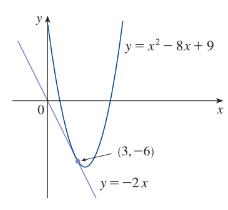 y
y = x² – 8x + 9
0
x
(3, –6)
y = –2x